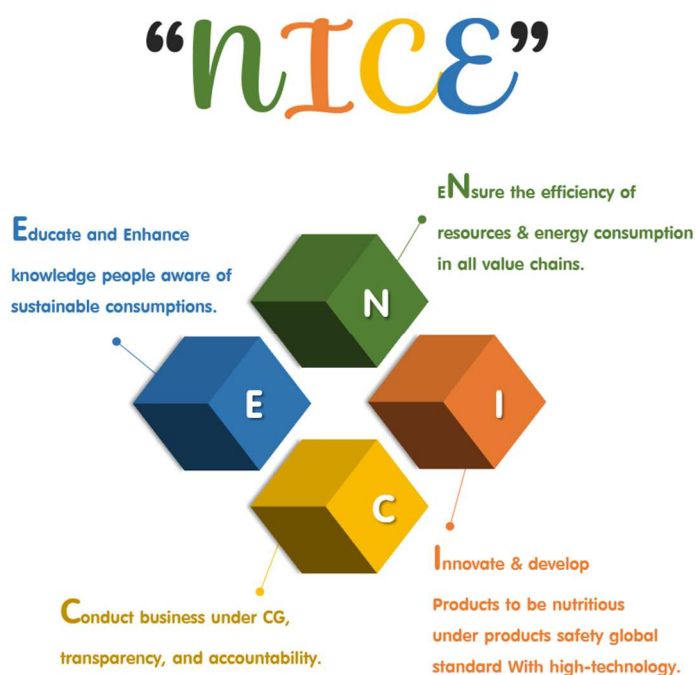 “NICE”
ENsure the efficiency of
resources & energy consumption
in all value chains.
Educate and Enhance
knowledge people aware of
sustainable consumptions.
N
E
I
C
Innovate & develop
Products to be nutritious
under products safety global
standard With high-technology.
Conduct business under CG,
transparency, and accountability.